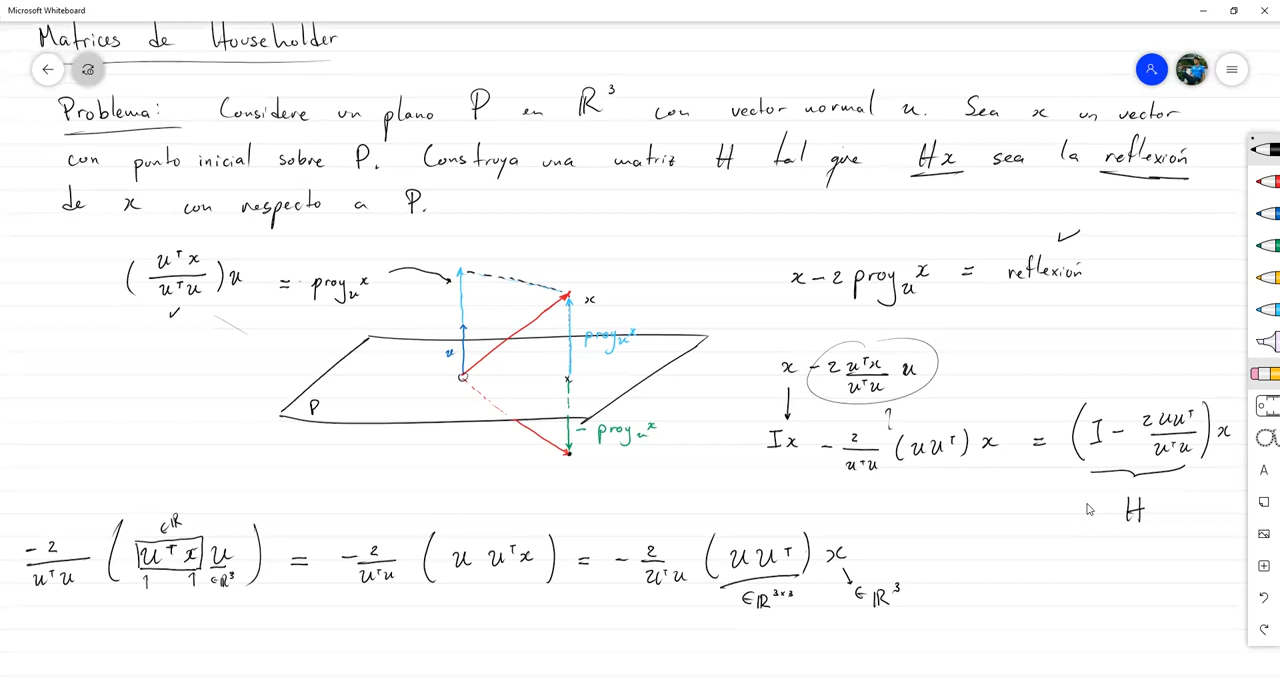 Microsoft Whiteboard
Matrices de Householder
Problema: Considere un plano P en ℝ³ con vector normal u. Sea x un vector
con punto inicial sobre P. Construya una matriz H tal que Hx sea la reflexión
de x con respecto a P.
(uᵀx / uᵀu) u = proy_u x
x - 2 proy_u x = reflexión
x
proy_u x
u
x
P
- proy_u x
x - 2 uᵀx / uᵀu u
?
Ix - 2 / uᵀu (uuᵀ) x = (I - 2uuᵀ / uᵀu) x
H
∈ℝ
-2 / uᵀu (uᵀx u) = -2 / uᵀu (u uᵀx) = -2 / uᵀu (uuᵀ) x
∈ℝ³
∈ℝ³ˣ³
∈ℝ³
A